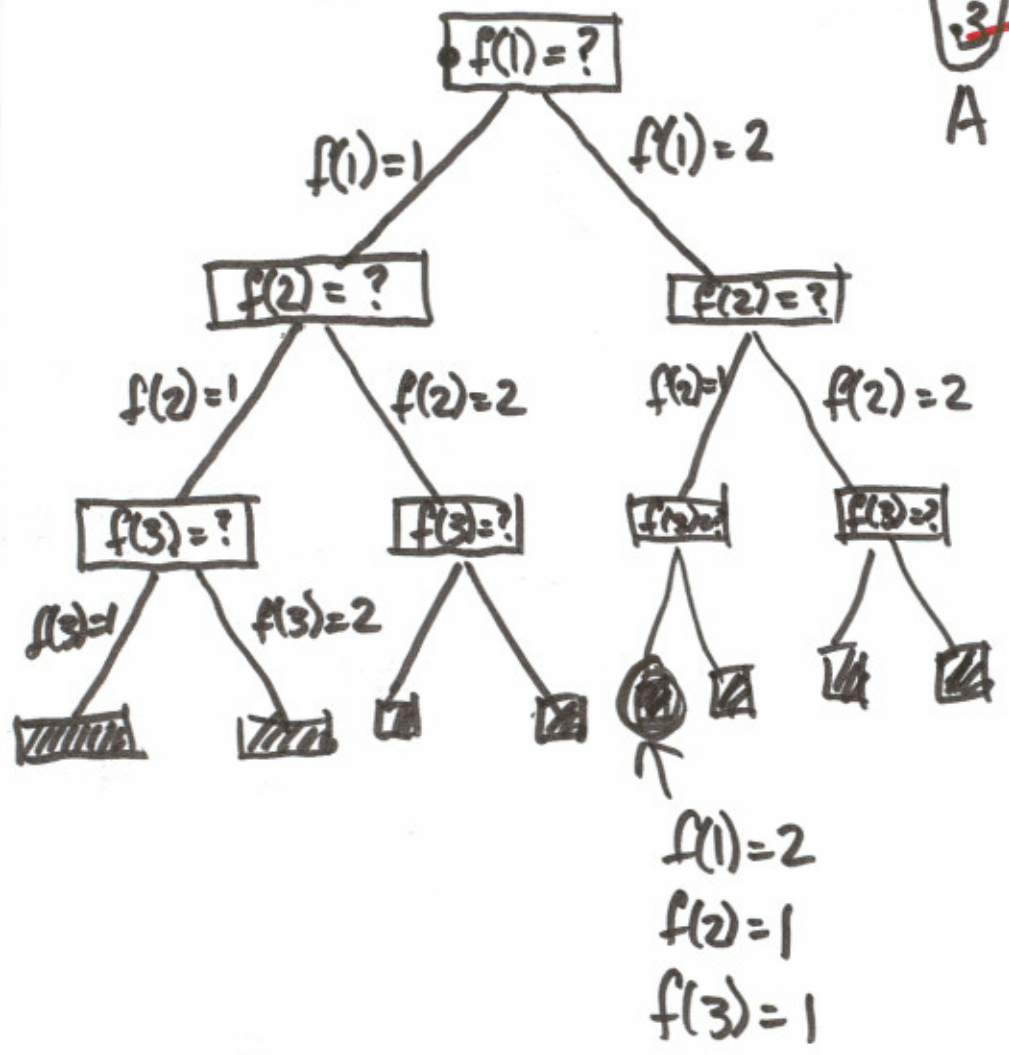 f(1) = ?
.3
A
f(1)=1
f(1)=2
f(2) = ?
f(2)=?
f(2)=1
f(2)=2
f(2)=1
f(2)=2
f(3)=?
f(3)=?
f(3)=?
f(3)=?
f(3)=1
f(3)=2
f(1)=2
f(2)=1
f(3)=1